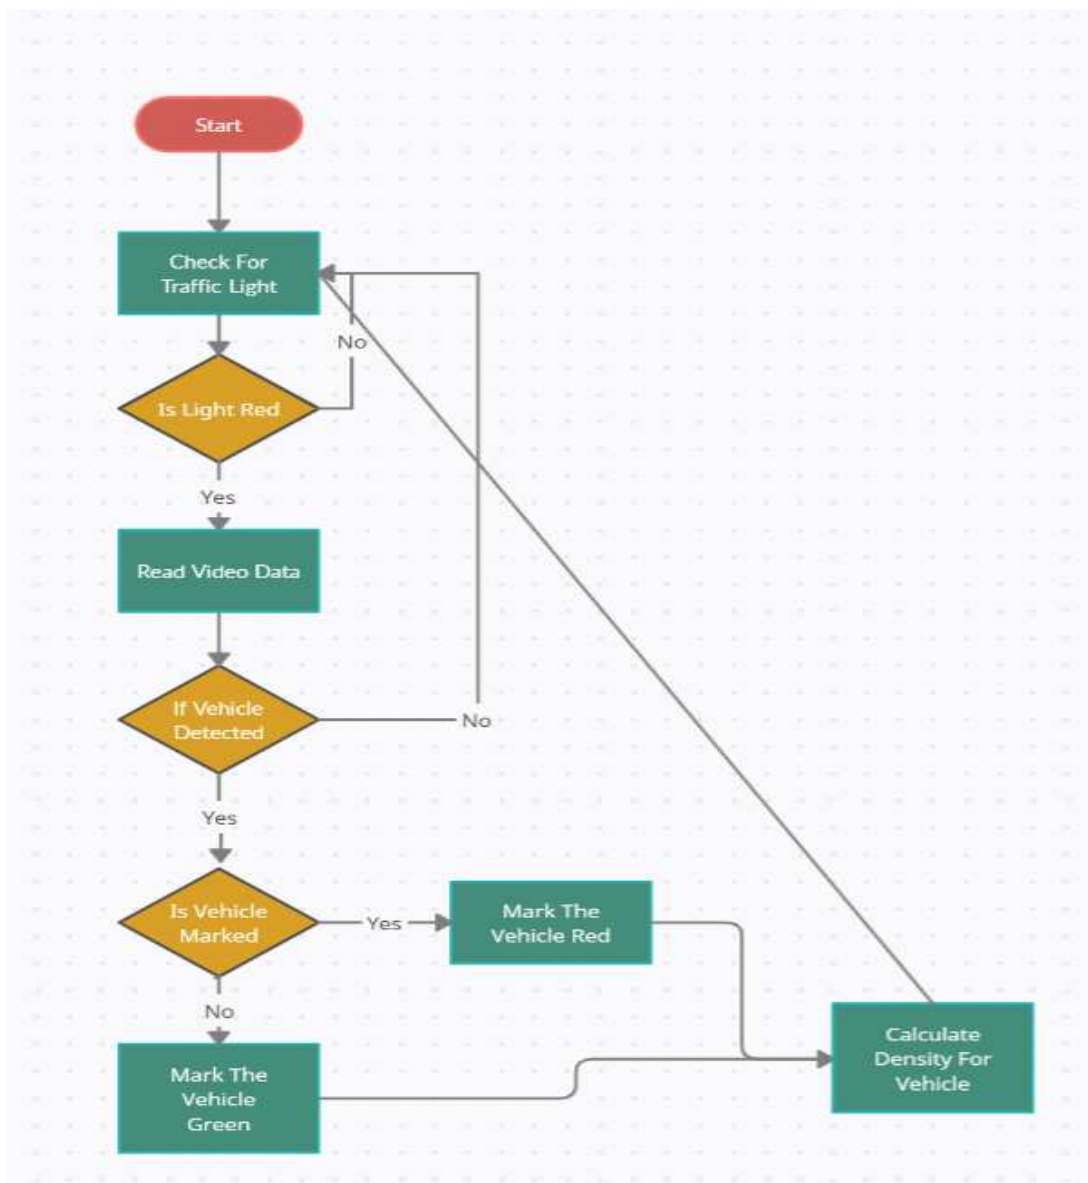 Start
Check For
Traffic Light
No
Is Light Red
Yes
Read Video Data
If Vehicle
Detected
No
Yes
Is Vehicle
Marked
Yes
Mark The
Vehicle Red
No
Mark The
Vehicle
Green
Calculate
Density For
Vehicle